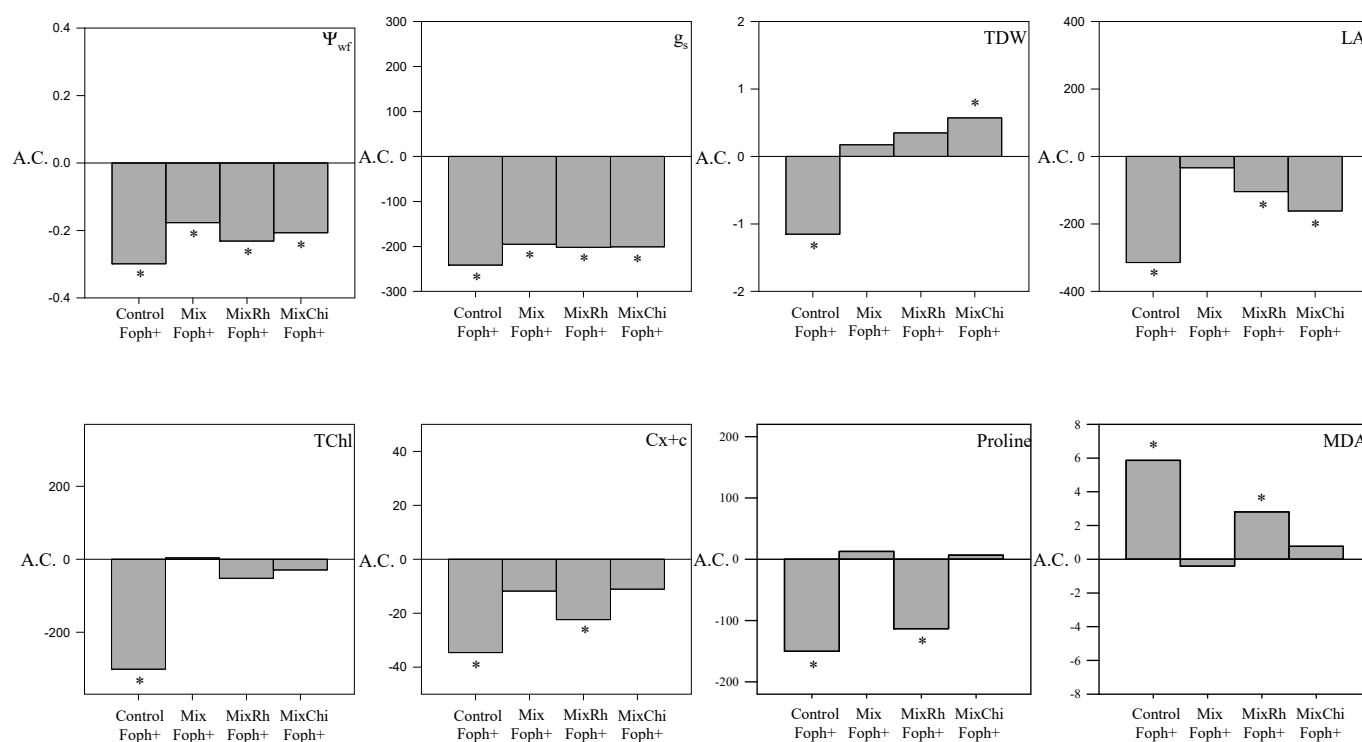 Ψwf
A.C.
0.4
0.2
0.0
-0.2
-0.4
* * * *
Control Mix MixRh MixChi
Foph+ Foph+ Foph+ Foph+
gs
A.C.
300
200
100
0
-100
-200
-300
* * * *
Control Mix MixRh MixChi
Foph+ Foph+ Foph+ Foph+
TDW
A.C.
2
1
0
-1
-2
* *
Control Mix MixRh MixChi
Foph+ Foph+ Foph+ Foph+
LA
A.C.
400
200
0
-200
-400
* * *
Control Mix MixRh MixChi
Foph+ Foph+ Foph+ Foph+
TChl
A.C.
200
0
-200
*
Control Mix MixRh MixChi
Foph+ Foph+ Foph+ Foph+
Cx+c
A.C.
40
20
0
-20
-40
* *
Control Mix MixRh MixChi
Foph+ Foph+ Foph+ Foph+
Proline
A.C.
200
100
0
-100
-200
* *
Control Mix MixRh MixChi
Foph+ Foph+ Foph+ Foph+
MDA
A.C.
8
6
4
2
0
-2
-4
-6
-8
* *
Control Mix MixRh MixChi
Foph+ Foph+ Foph+ Foph+